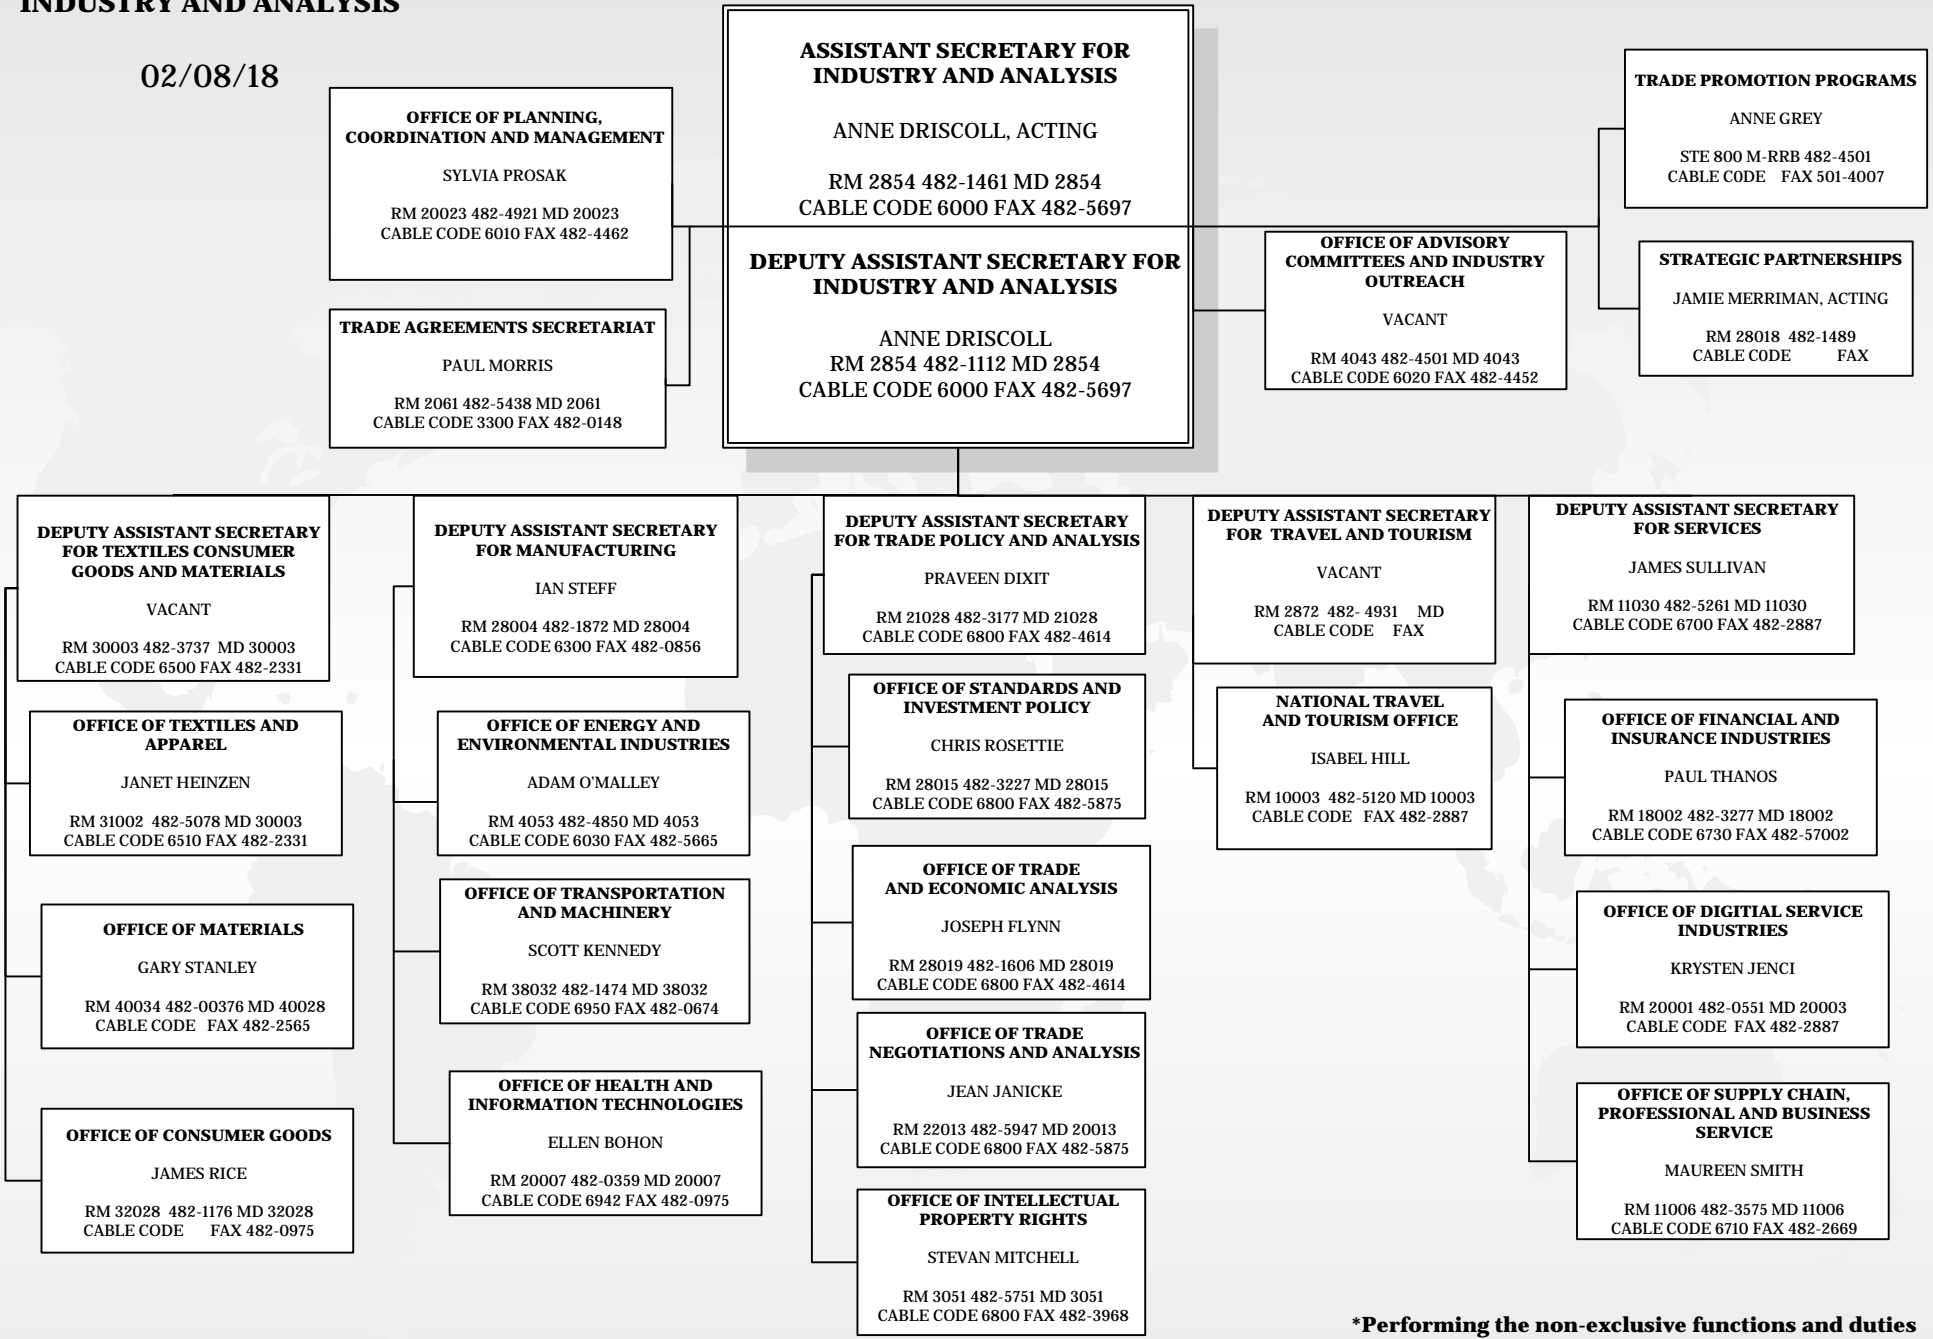 INDUSTRY AND ANALYSIS
02/08/18
ASSISTANT SECRETARY FOR
INDUSTRY AND ANALYSIS
ANNE DRISCOLL, ACTING
RM 2854 482-1461 MD 2854
CABLE CODE 6000 FAX 482-5697
DEPUTY ASSISTANT SECRETARY FOR
INDUSTRY AND ANALYSIS
ANNE DRISCOLL
RM 2854 482-1112 MD 2854
CABLE CODE 6000 FAX 482-5697
OFFICE OF PLANNING,
COORDINATION AND MANAGEMENT
SYLVIA PROSAK
RM 20023 482-4921 MD 20023
CABLE CODE 6010 FAX 482-4462
TRADE AGREEMENTS SECRETARIAT
PAUL MORRIS
RM 2061 482-5438 MD 2061
CABLE CODE 3300 FAX 482-0148
OFFICE OF ADVISORY
COMMITTEES AND INDUSTRY
OUTREACH
VACANT
RM 4043 482-4501 MD 4043
CABLE C0DE 6020 FAX 482-4452
TRADE PROMOTION PROGRAMS
ANNE GREY
STE 800 M-RRB 482-4501
CABLE C0DE FAX 501-4007
STRATEGIC PARTNERSHIPS
JAMIE MERRIMAN, ACTING
RM 28018 482-1489
CABLE C0DE FAX
DEPUTY ASSISTANT SECRETARY
FOR TEXTILES CONSUMER
GOODS AND MATERIALS
VACANT
RM 30003 482-3737 MD 30003
CABLE CODE 6500 FAX 482-2331
OFFICE OF TEXTILES AND
APPAREL
JANET HEINZEN
RM 31002 482-5078 MD 30003
CABLE CODE 6510 FAX 482-2331
OFFICE OF MATERIALS
GARY STANLEY
RM 40034 482-00376 MD 40028
CABLE CODE FAX 482-2565
OFFICE OF CONSUMER GOODS
JAMES RICE
RM 32028 482-1176 MD 32028
CABLE CODE FAX 482-0975
DEPUTY ASSISTANT SECRETARY
FOR MANUFACTURING
IAN STEFF
RM 28004 482-1872 MD 28004
CABLE CODE 6300 FAX 482-0856
OFFICE OF ENERGY AND
ENVIRONMENTAL INDUSTRIES
ADAM O’MALLEY
RM 4053 482-4850 MD 4053
CABLE CODE 6030 FAX 482-5665
OFFICE OF TRANSPORTATION
AND MACHINERY
SCOTT KENNEDY
RM 38032 482-1474 MD 38032
CABLE CODE 6950 FAX 482-0674
OFFICE OF HEALTH AND
INFORMATION TECHNOLOGIES
ELLEN BOHON
RM 20007 482-0359 MD 20007
CABLE CODE 6942 FAX 482-0975
DEPUTY ASSISTANT SECRETARY
FOR TRADE POLICY AND ANALYSIS
PRAVEEN DIXIT
RM 21028 482-3177 MD 21028
CABLE CODE 6800 FAX 482-4614
OFFICE OF STANDARDS AND
INVESTMENT POLICY
CHRIS ROSETTIE
RM 28015 482-3227 MD 28015
CABLE CODE 6800 FAX 482-5875
OFFICE OF TRADE
AND ECONOMIC ANALYSIS
JOSEPH FLYNN
RM 28019 482-1606 MD 28019
CABLE CODE 6800 FAX 482-4614
OFFICE OF TRADE
NEGOTIATIONS AND ANALYSIS
JEAN JANICKE
RM 22013 482-5947 MD 20013
CABLE CODE 6800 FAX 482-5875
OFFICE OF INTELLECTUAL
PROPERTY RIGHTS
STEVAN MITCHELL
RM 3051 482-5751 MD 3051
CABLE CODE 6800 FAX 482-3968
DEPUTY ASSISTANT SECRETARY
FOR TRAVEL AND TOURISM
VACANT
RM 2872 482- 4931 MD
CABLE CODE FAX
NATIONAL TRAVEL
AND TOURISM OFFICE
ISABEL HILL
RM 10003 482-5120 MD 10003
CABLE CODE FAX 482-2887
DEPUTY ASSISTANT SECRETARY
FOR SERVICES
JAMES SULLIVAN
RM 11030 482-5261 MD 11030
CABLE CODE 6700 FAX 482-2887
OFFICE OF FINANCIAL AND
INSURANCE INDUSTRIES
PAUL THANOS
RM 18002 482-3277 MD 18002
CABLE CODE 6730 FAX 482-57002
OFFICE OF DIGITIAL SERVICE
INDUSTRIES
KRYSTEN JENCI
RM 20001 482-0551 MD 20003
CABLE CODE FAX 482-2887
OFFICE OF SUPPLY CHAIN,
PROFESSIONAL AND BUSINESS
SERVICE
MAUREEN SMITH
RM 11006 482-3575 MD 11006
CABLE CODE 6710 FAX 482-2669
*Performing the non-exclusive functions and duties